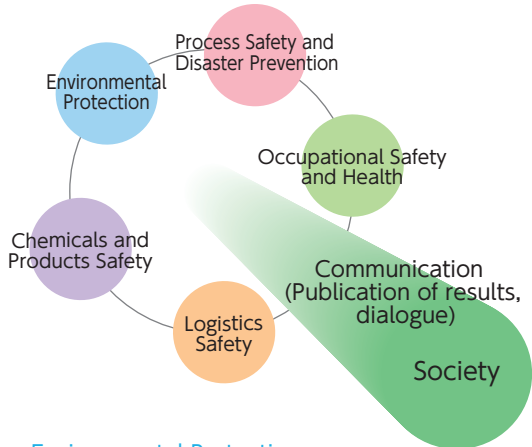 Process Safety and
Disaster Prevention
Environmental
Protection
Occupational Safety
and Health
Chemicals and
Products Safety
Communication
(Publication of results,
dialogue)
Logistics
Safety
Society